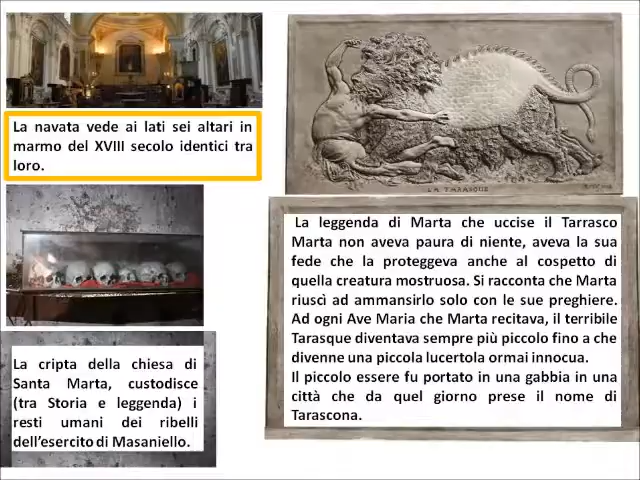 La navata vede ai lati sei altari in
marmo del XVIII secolo identici tra
loro.
La cripta della chiesa di
Santa Marta, custodisce
(tra Storia e leggenda) i
resti umani dei ribelli
dell'esercito di Masaniello.
LA TARASQUE
La leggenda di Marta che uccise il Tarrasco
Marta non aveva paura di niente, aveva la sua
fede che la proteggeva anche al cospetto di
quella creatura mostruosa. Si racconta che Marta
riuscì ad ammansirlo solo con le sue preghiere.
Ad ogni Ave Maria che Marta recitava, il terribile
Tarasque diventava sempre più piccolo fino a che
divenne una piccola lucertola ormai innocua.
Il piccolo essere fu portato in una gabbia in una
città che da quel giorno prese il nome di
Tarascona.